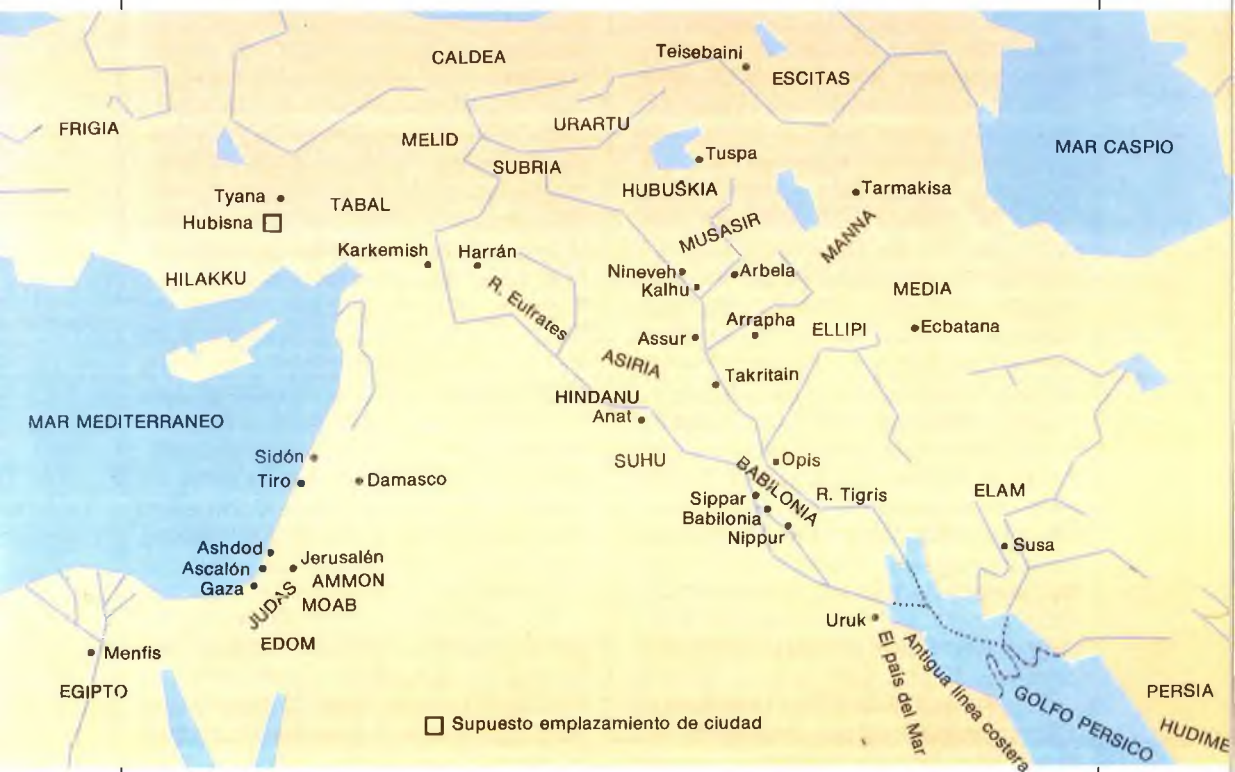 CALDEA
Teisebaini
ESCITAS
FRIGIA
URARTU
MELID
MAR CASPIO
Tuspa
SUBRIA
HUBUŠKIA
Tarmakisa
Tyana
TABAL
Hubisna
MUSASIR
MANNA
Karkemish
Harrán
HILAKKU
Nineveh
Arbela
Kalhu
MEDIA
R. Eufrates
Arrapha
ELLIPI
Ecbatana
Assur
ASIRIA
Takritain
HINDANU
Anat
MAR MEDITERRANEO
Sidón
SUHU
Opis
Tiro
Damasco
BABILONIA
R. Tigris
ELAM
Sippar
Babilonia
Nippur
Ashdod
Jerusalén
Susa
Ascalón
AMMON
Gaza
JUDAS
MOAB
Uruk
EDOM
Menfis
El país del Mar
Antigua línea costera
EGIPTO
GOLFO PERSICO
PERSIA
HUDIME
Supuesto emplazamiento de ciudad